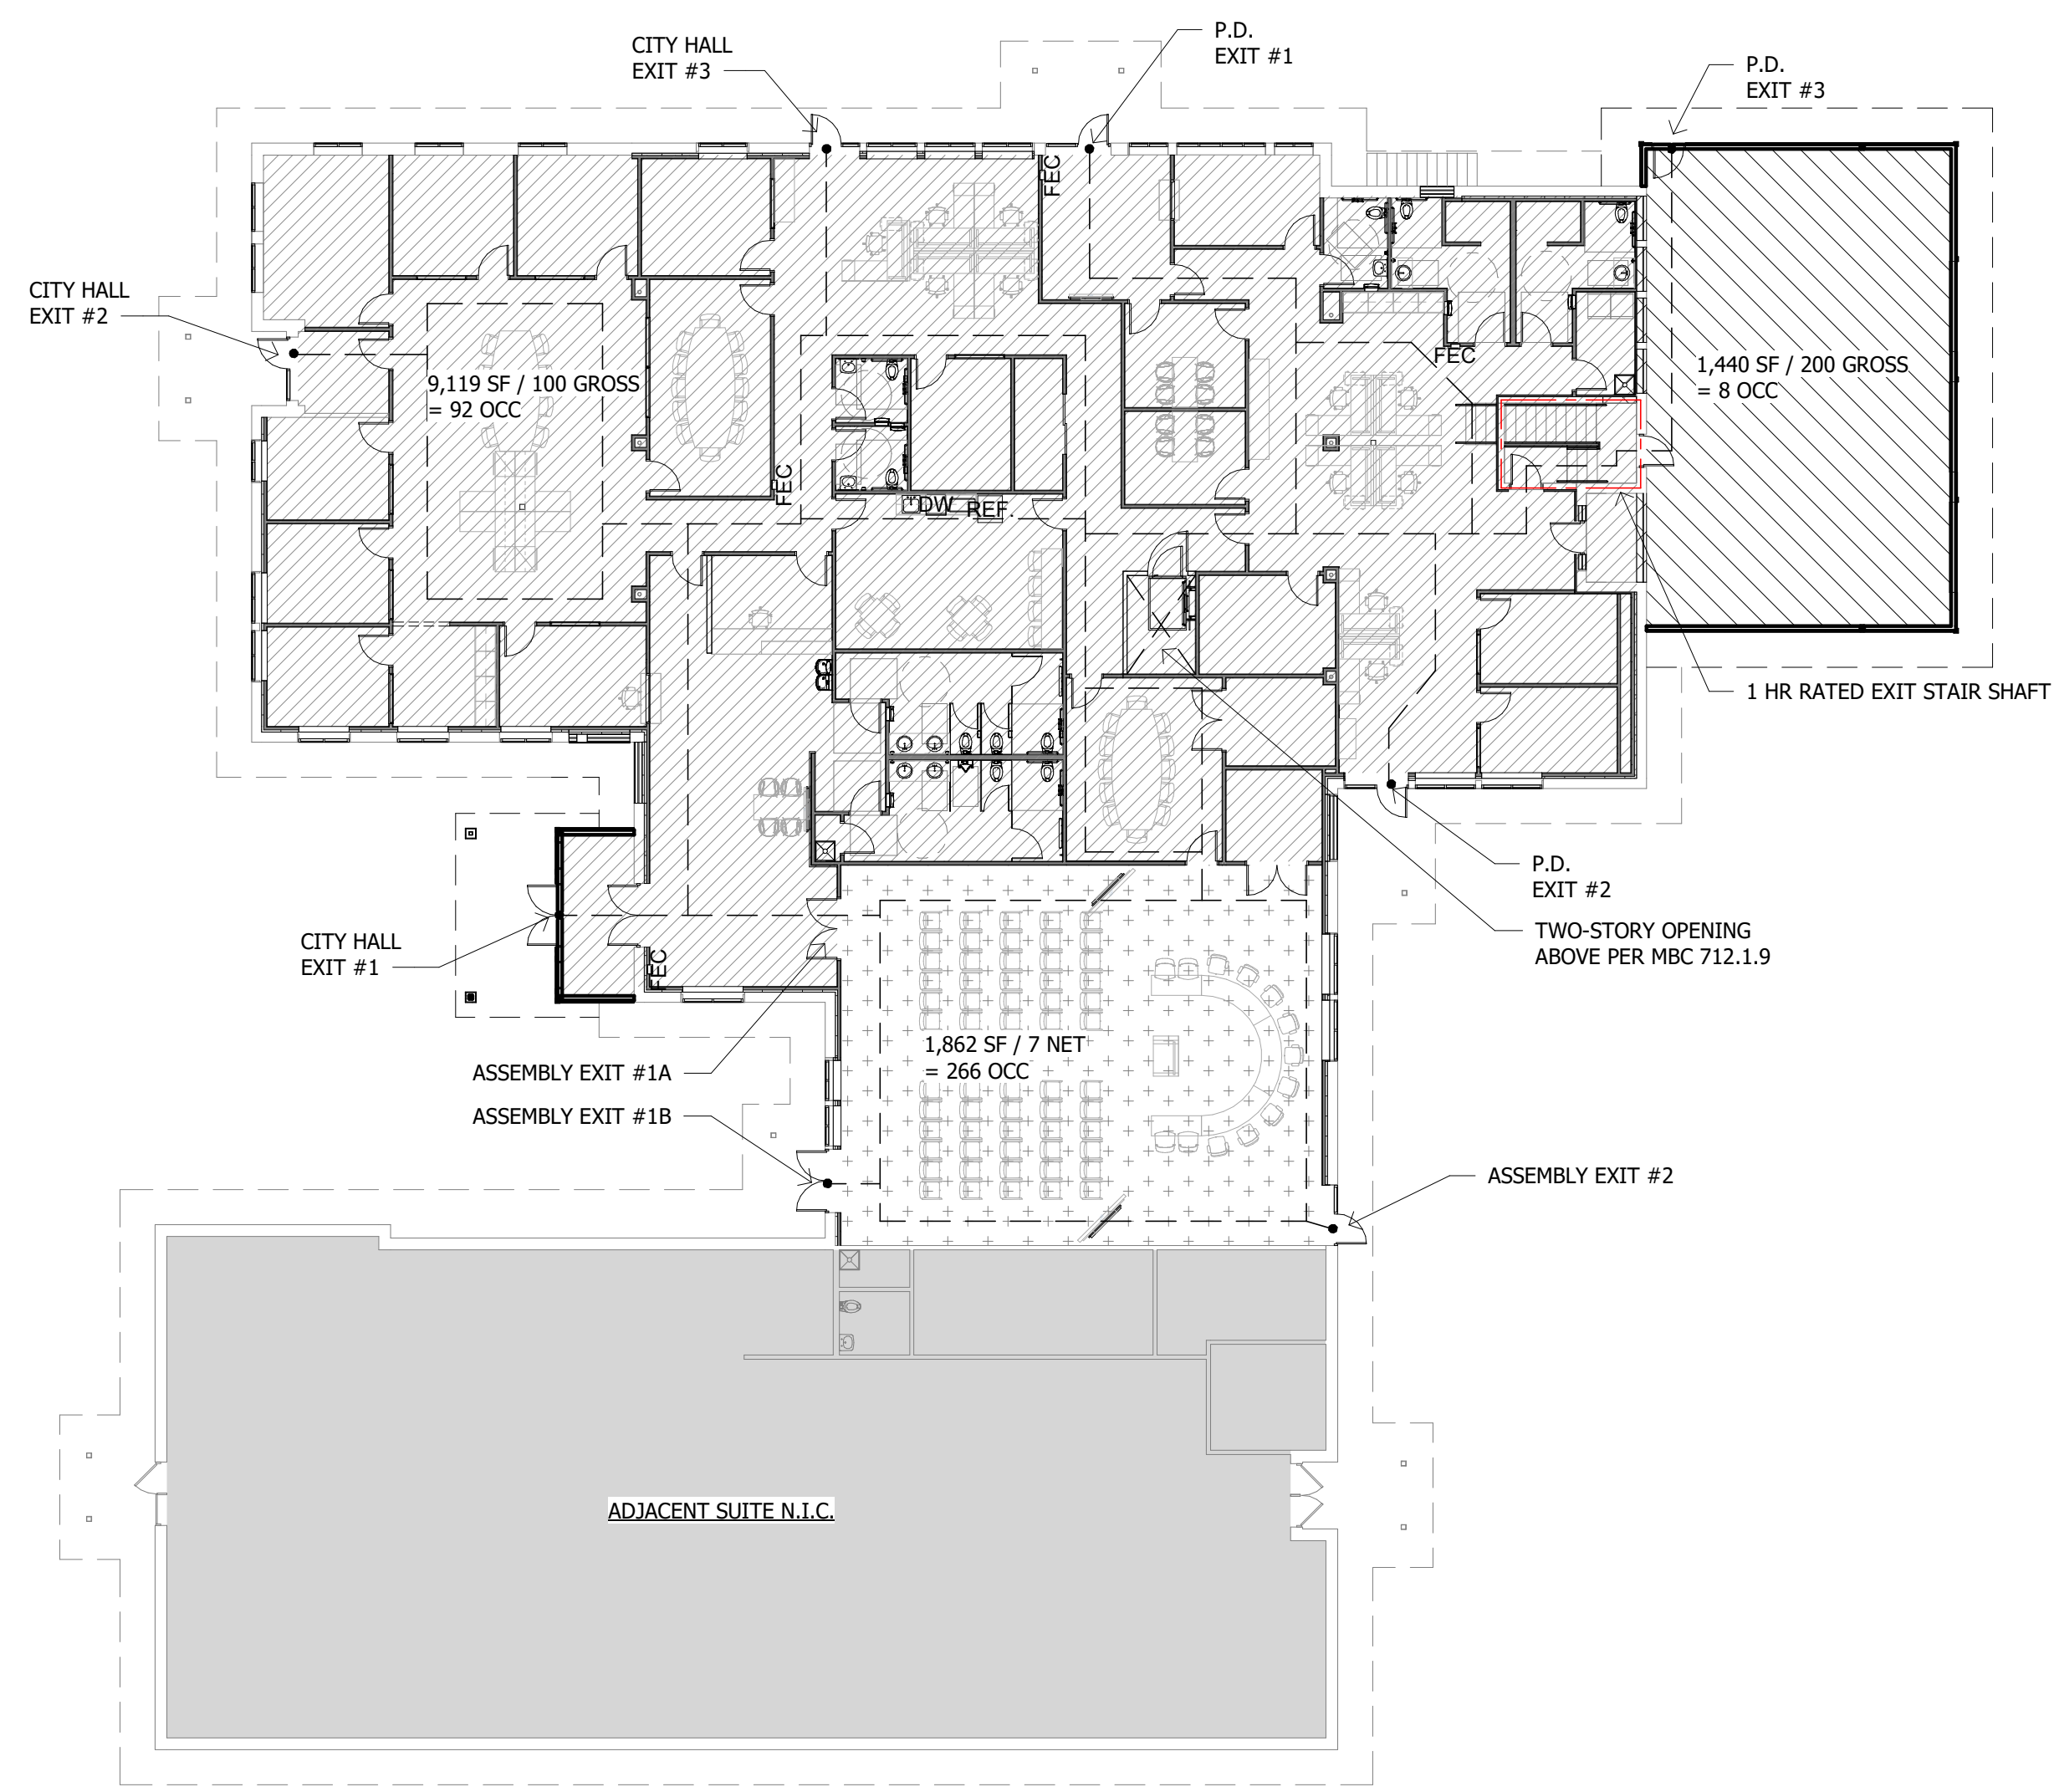 CITY HALL
EXIT #3
P.D.
EXIT #1
P.D.
EXIT #3
FEC
CITY HALL
EXIT #2
FEC
1,440 SF / 200 GROSS
= 8 OCC
9,119 SF / 100 GROSS
= 92 OCC
FEC
DW
REF.
1 HR RATED EXIT STAIR SHAFT
P.D.
EXIT #2
TWO-STORY OPENING
ABOVE PER MBC 712.1.9
CITY HALL
EXIT #1
FEC
1,862 SF / 7 NET
= 266 OCC
ASSEMBLY EXIT #1A
ASSEMBLY EXIT #1B
ASSEMBLY EXIT #2
ADJACENT SUITE N.I.C.